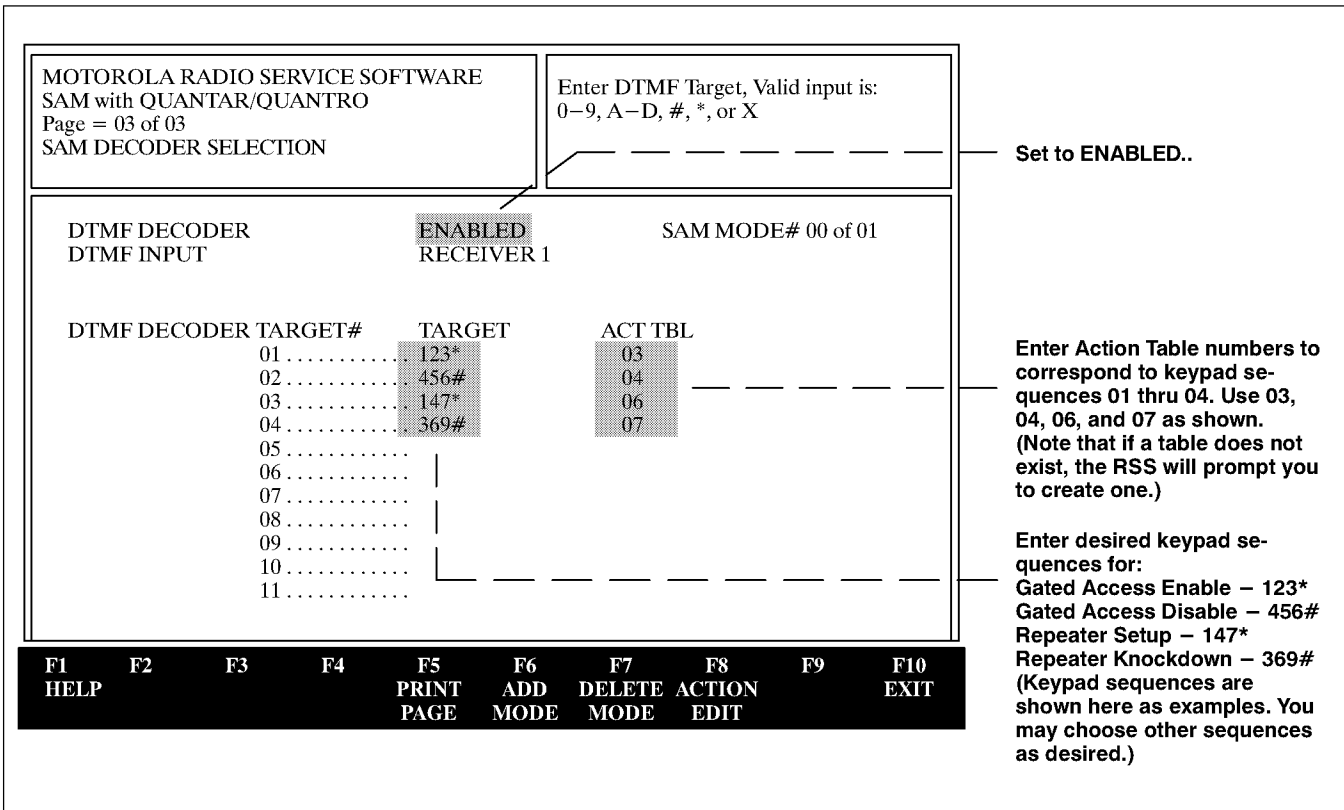 MOTOROLA RADIO SERVICE SOFTWARE
SAM with QUANTAR/QUANTRO
Page = 03 of 03
SAM DECODER SELECTION
Enter DTMF Target, Valid input is:
0−9, A−D, #, *, or X
Set to ENABLED..
DTMF DECODER ENABLED SAM MODE# 00 of 01
DTMF INPUT RECEIVER 1
DTMF DECODER TARGET# TARGET ACT TBL
01 . . . . . . . . . . . . 123* 03
02 . . . . . . . . . . . . 456# 04
03 . . . . . . . . . . . . 147* 06
04 . . . . . . . . . . . . 369# 07
05 . . . . . . . . . . . .
06 . . . . . . . . . . . .
07 . . . . . . . . . . . .
08 . . . . . . . . . . . .
09 . . . . . . . . . . . .
10 . . . . . . . . . . . .
11 . . . . . . . . . . . .
Enter Action Table numbers to
correspond to keypad se-
quences 01 thru 04. Use 03,
04, 06, and 07 as shown.
(Note that if a table does not
exist, the RSS will prompt you
to create one.)
Enter desired keypad se-
quences for:
Gated Access Enable − 123*
Gated Access Disable − 456#
Repeater Setup − 147*
Repeater Knockdown − 369#
(Keypad sequences are
shown here as examples. You
may choose other sequences
as desired.)
F1 F2 F3 F4 F5 F6 F7 F8 F9 F10
HELP PRINT ADD DELETE ACTION EXIT
PAGE MODE MODE EDIT